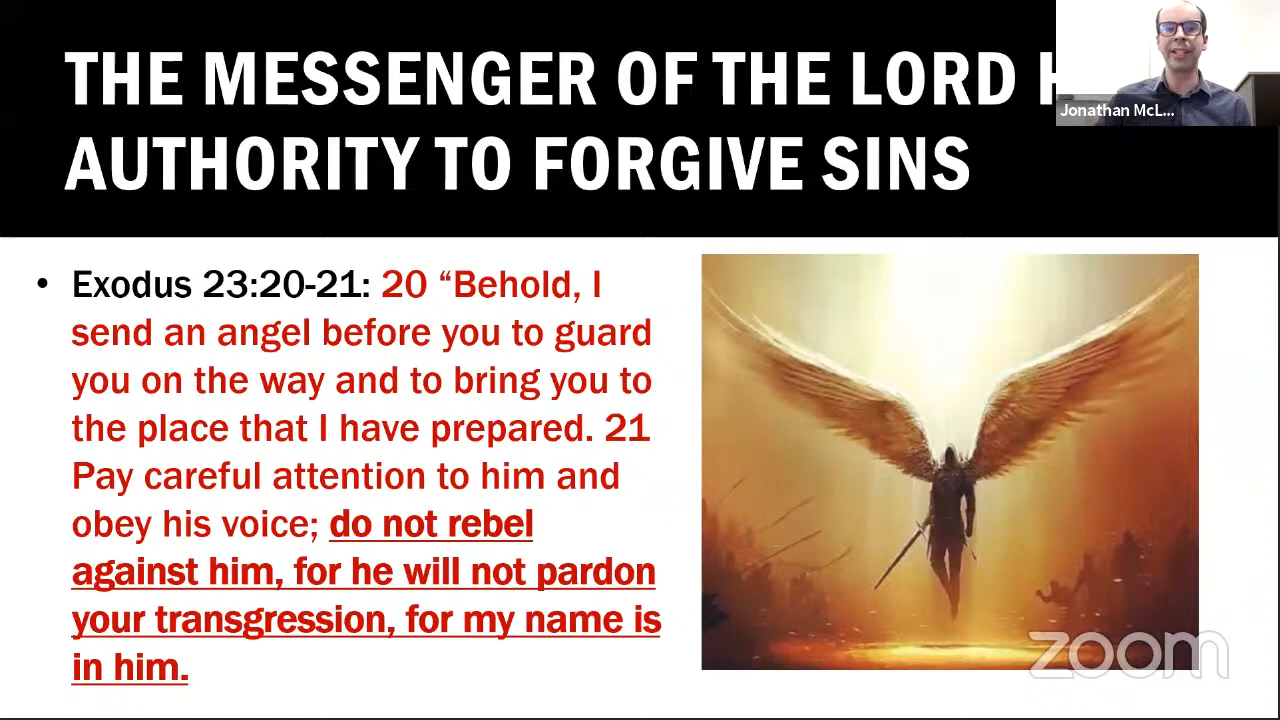 THE MESSENGER OF THE LORD
AUTHORITY TO FORGIVE SINS
Jonathan McL...
• Exodus 23:20-21: 20 “Behold, I
send an angel before you to guard
you on the way and to bring you to
the place that I have prepared. 21
Pay careful attention to him and
obey his voice; do not rebel
against him, for he will not pardon
your transgression, for my name is
in him.
zoom